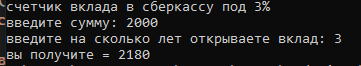 счетчик вклада в сберкассу под 3%
введите сумму: 2000
введите на сколько лет открываете вклад: 3
вы получите = 2180